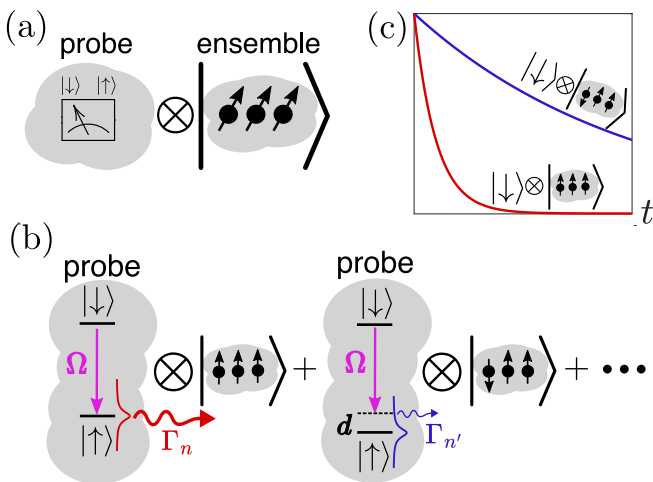 (a)
probe
ensemble
|↓⟩ |↑⟩
⊗ | ⟩
(c)
|↓⟩⊗| ⟩
|↓⟩⊗| ⟩
t
(b)
probe
|↓⟩
Ω
|↑⟩
Γₙ
⊗ | ⟩ +
probe
|↓⟩
Ω
d
|↑⟩
Γₙ′
⊗ | ⟩ + •••